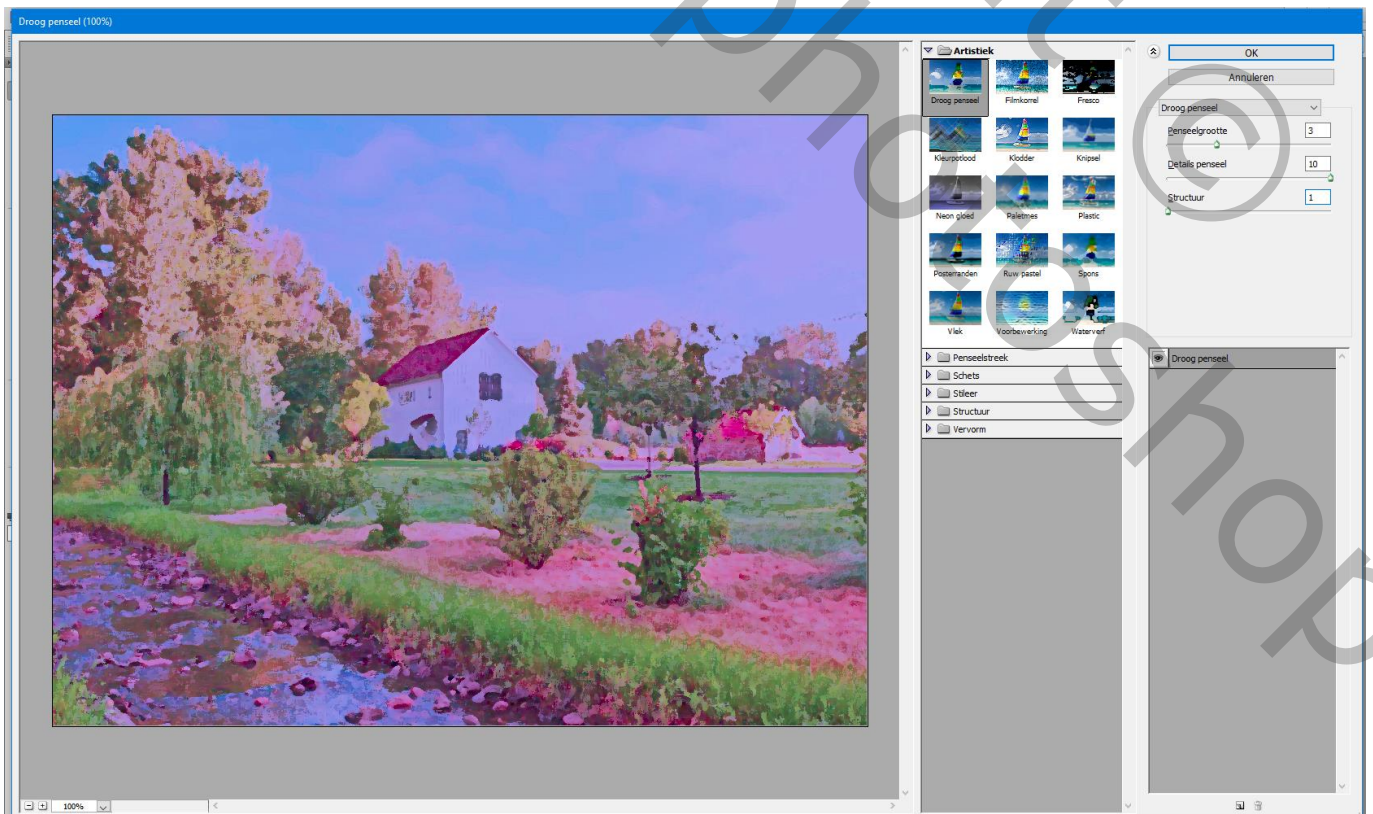 Droog penseel (100%)
Artistiek
Droog penseel
Filmkorrel
Fresco
Kleurpotlood
Klodder
Knipsel
Neon gloed
Paletmes
Plastic
Posterranden
Ruw pastel
Spons
Vlek
Voorbewerking
Waterverf
Penseelstreek
Schets
Stileer
Structuur
Vervorm
OK
Annuleren
Droog penseel
Penseelgrootte 3
Details penseel 10
Structuur 1
Droog penseel
100%
photoshop
©